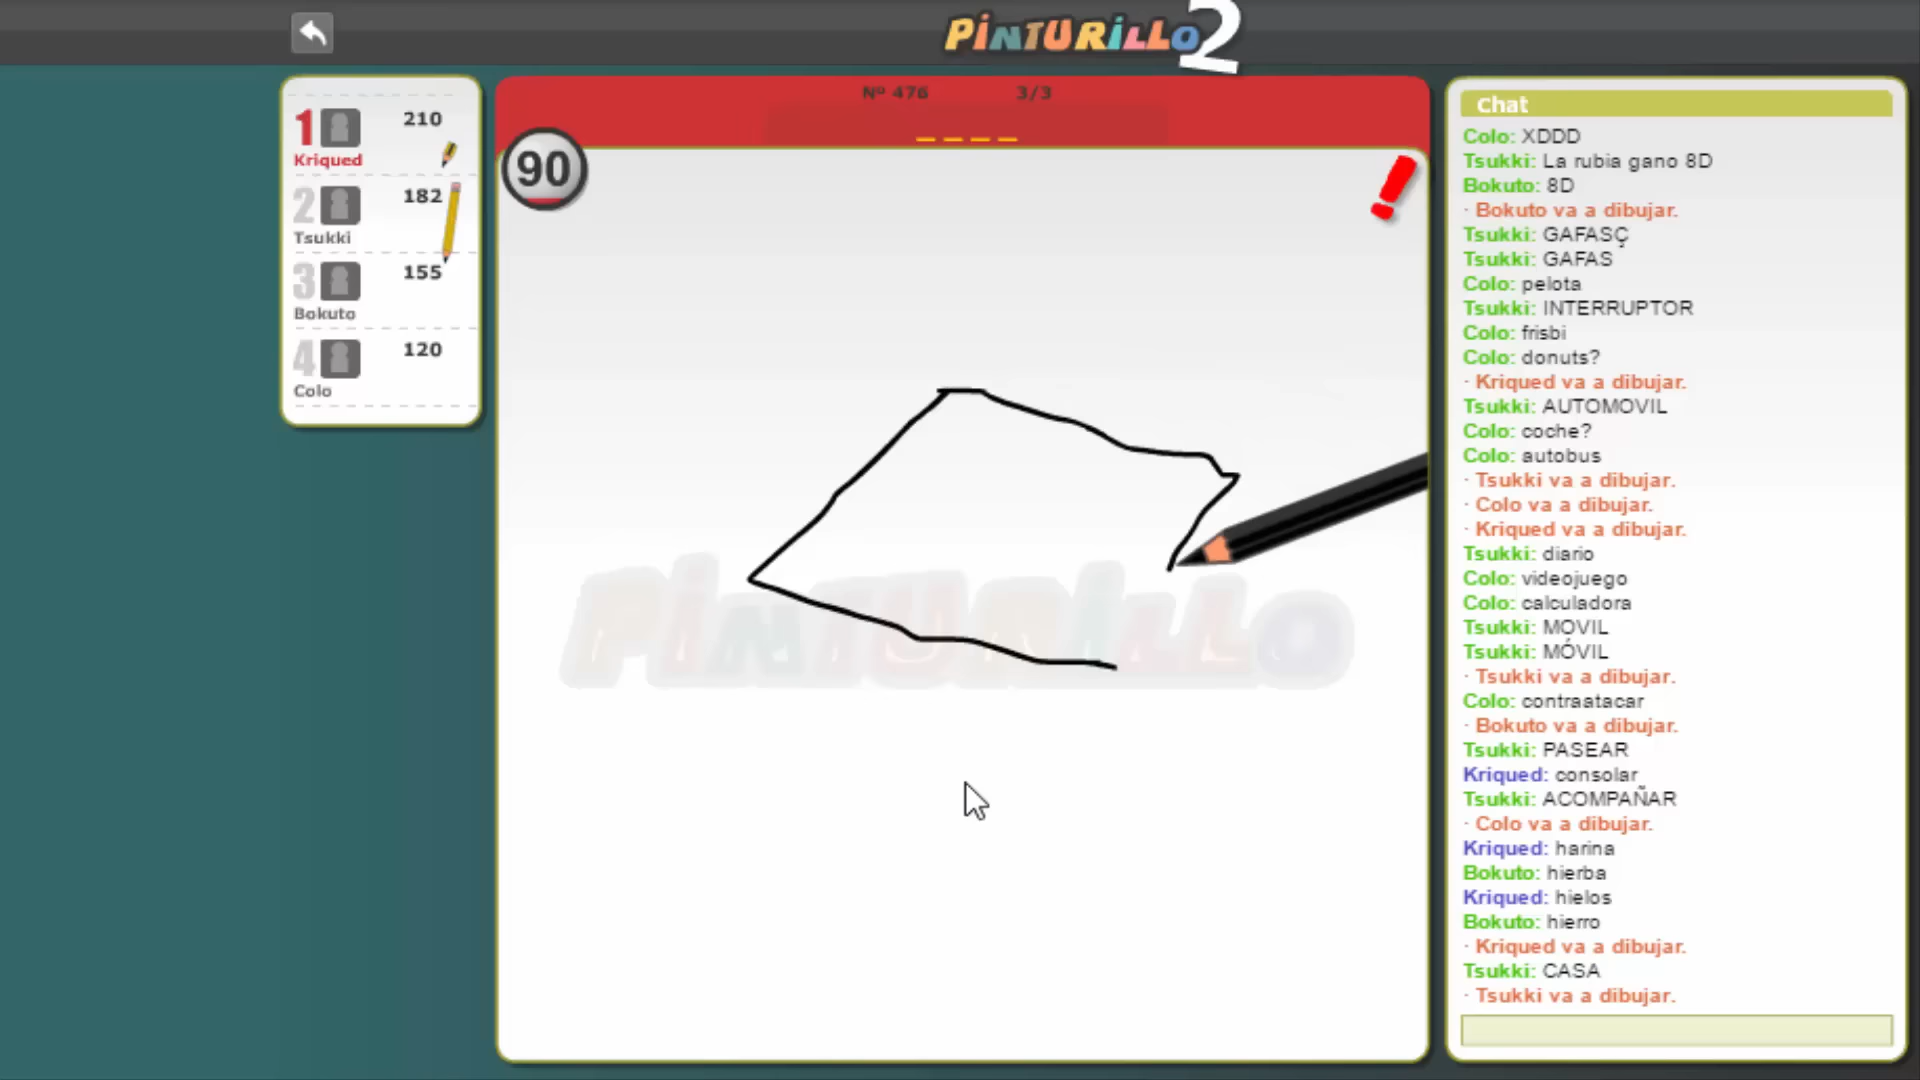 PINTURILLO 2
Nº 476 3/3
90
1 210
Kriqued
2 182
Tsukki
3 155
Bokuto
4 120
Colo
PINTURILLO
Chat
Colo: XDDD
Tsukki: La rubia gano 8D
Bokuto: 8D
· Bokuto va a dibujar.
Tsukki: GAFASÇ
Tsukki: GAFAS
Colo: pelota
Tsukki: INTERRUPTOR
Colo: frisbi
Colo: donuts?
· Kriqued va a dibujar.
Tsukki: AUTOMOVIL
Colo: coche?
Colo: autobus
· Tsukki va a dibujar.
· Colo va a dibujar.
· Kriqued va a dibujar.
Tsukki: diario
Colo: videojuego
Colo: calculadora
Tsukki: MOVIL
Tsukki: MÓVIL
· Tsukki va a dibujar.
Colo: contraatacar
· Bokuto va a dibujar.
Tsukki: PASEAR
Kriqued: consolar
Tsukki: ACOMPAÑAR
· Colo va a dibujar.
Kriqued: harina
Bokuto: hierba
Kriqued: hielos
Bokuto: hierro
· Kriqued va a dibujar.
Tsukki: CASA
· Tsukki va a dibujar.